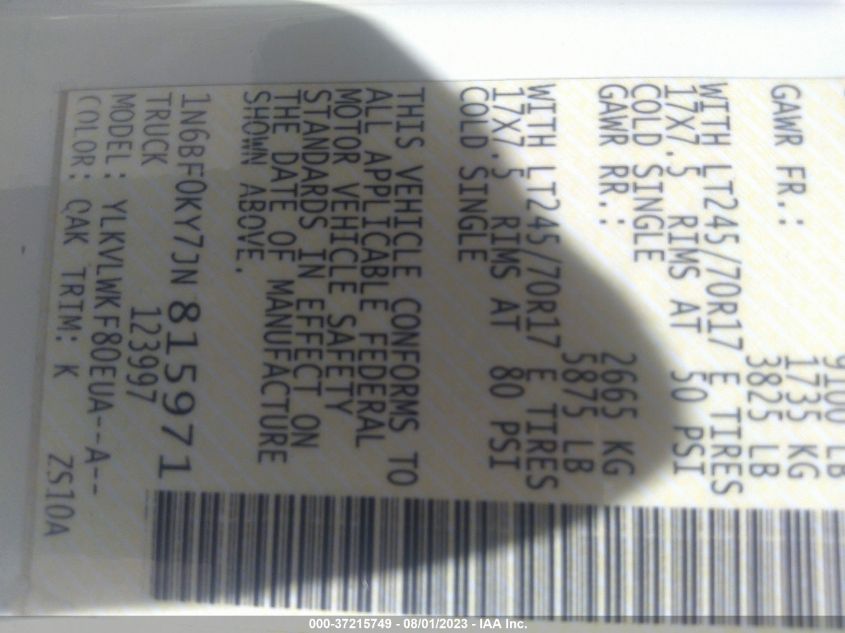 9100 LB
GAWR FR.: 1735 KG
3825 LB
WITH LT245/70R17 E TIRES
17X7.5 RIMS AT 50 PSI
COLD SINGLE
GAWR RR.: 2665 KG
5875 LB
WITH LT245/70R17 E TIRES
17X7.5 RIMS AT 80 PSI
COLD SINGLE
THIS VEHICLE CONFORMS TO
ALL APPLICABLE FEDERAL
MOTOR VEHICLE SAFETY
STANDARDS IN EFFECT ON
THE DATE OF MANUFACTURE
SHOWN ABOVE.
1N6BF0KY7JN815971
TRUCK 123997
MODEL: YLKVLWKF80EUA--A--
COLOR: QAK TRIM: K ZS10A
000-37215749 - 08/01/2023 - IAA Inc.